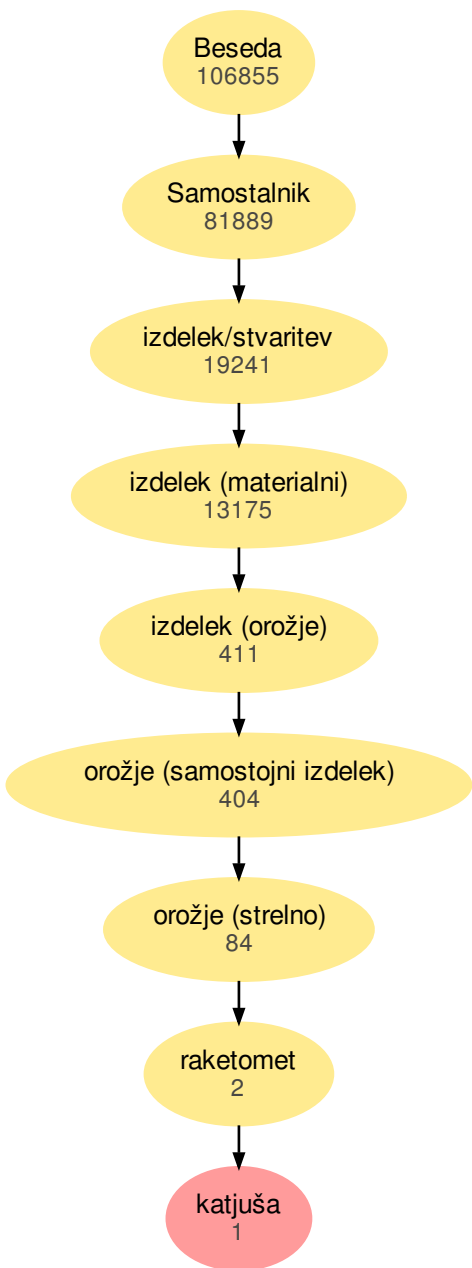 Beseda
106855
Samostalnik
81889
izdelek/stvaritev
19241
izdelek (materialni)
13175
izdelek (orožje)
411
orožje (samostojni izdelek)
404
orožje (strelno)
84
raketomet
2
katjuša
1